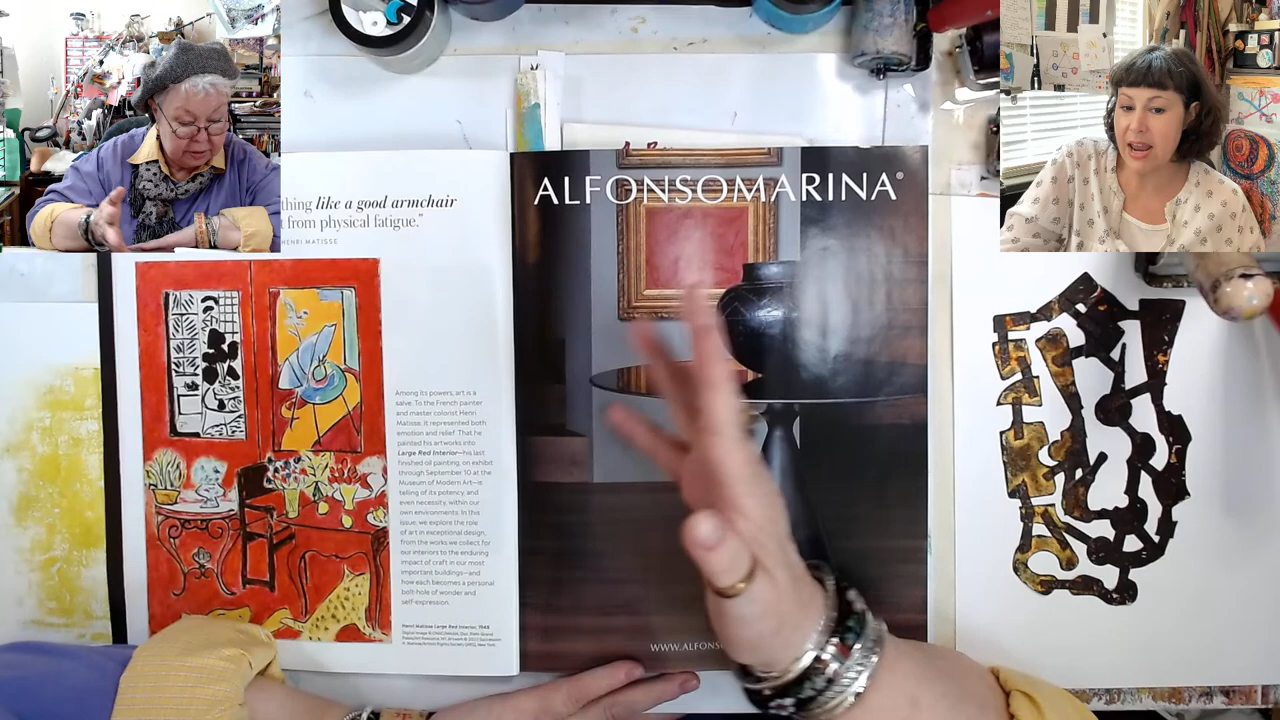 thing like a good armchair
from physical fatigue."
HENRI MATISSE
Among its powers, art is a
salve. To the French painter
and master colorist Henri
Matisse, it represented both
emotion and relief. That he
painted his artworks into
Large Red Interior—his last
finished oil painting, on exhibit
through September 10 at the
Museum of Modern Art—is
telling of its potency, and
even necessity, within our
own environments. In this
issue, we explore the role
of art in exceptional design,
from the works we collect for
our interiors to the enduring
impact of craft in our most
important buildings—and
how each becomes a personal
bolt-hole of wonder and
self-expression.
Henri Matisse Large Red Interior, 1948
ALFONSOMARINA®
WWW.ALFONS